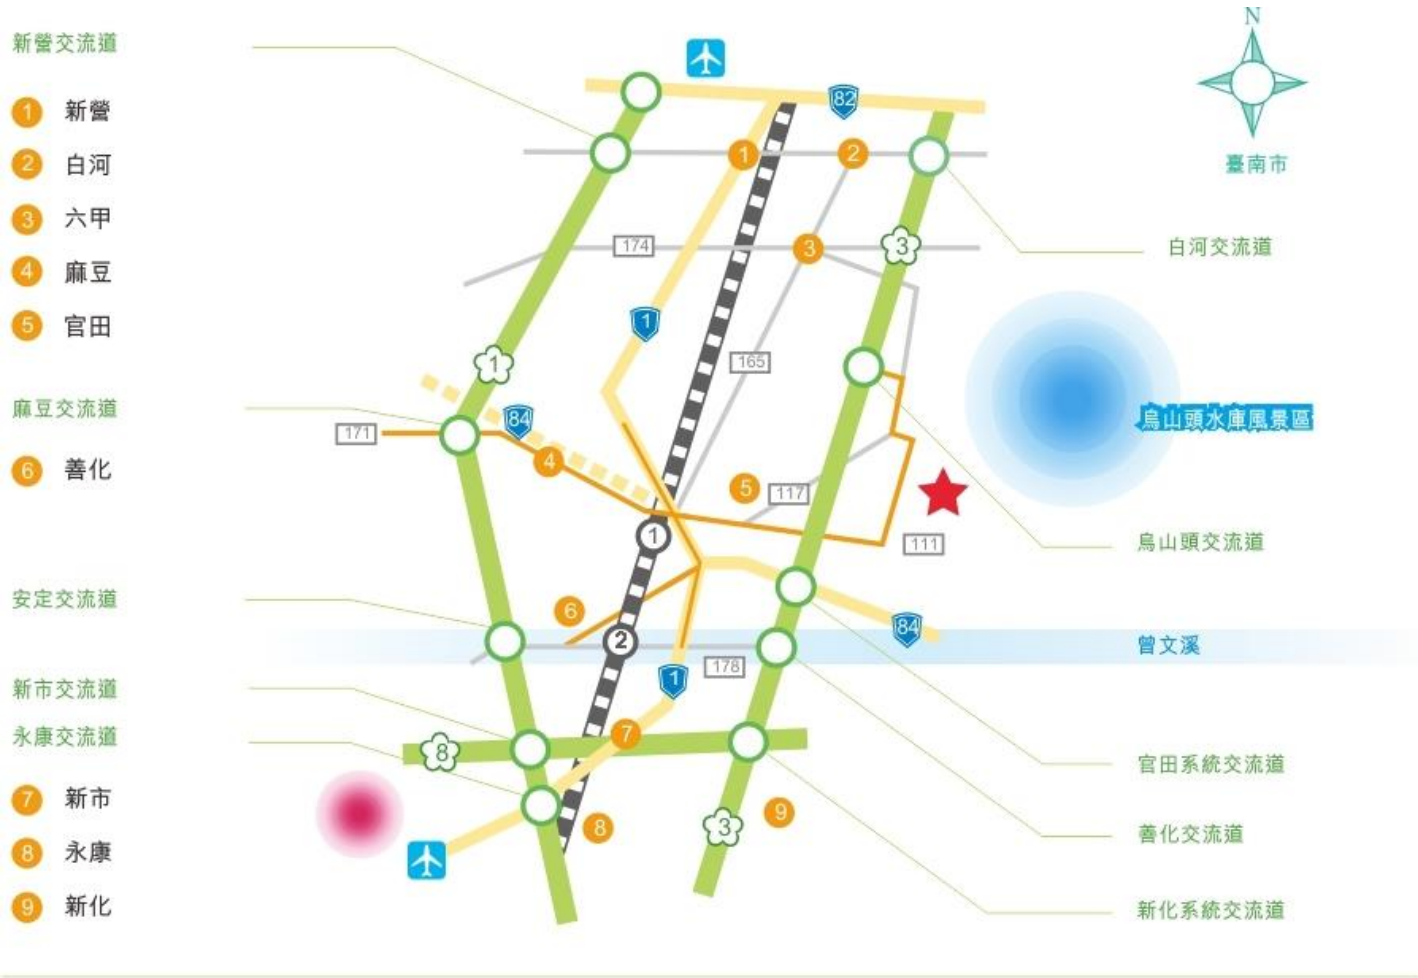 新營交流道
1 新營
2 白河
3 六甲
4 麻豆
5 官田
麻豆交流道
6 善化
安定交流道
新市交流道
永康交流道
7 新市
8 永康
9 新化
82
1
2
174
3
3
1
165
1
84
171
4
5
117
1
111
6
2
84
178
1
7
8
8
9
3
N
臺南市
白河交流道
烏山頭水庫風景區
烏山頭交流道
曾文溪
官田系統交流道
善化交流道
新化系統交流道